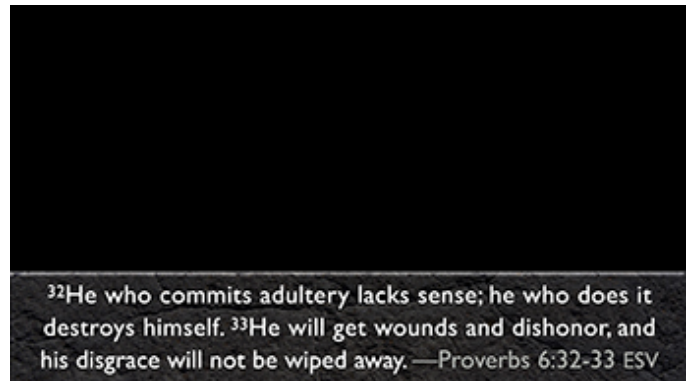 ³²He who commits adultery lacks sense; he who does it
destroys himself. ³³He will get wounds and dishonor, and
his disgrace will not be wiped away. —Proverbs 6:32-33 ESV